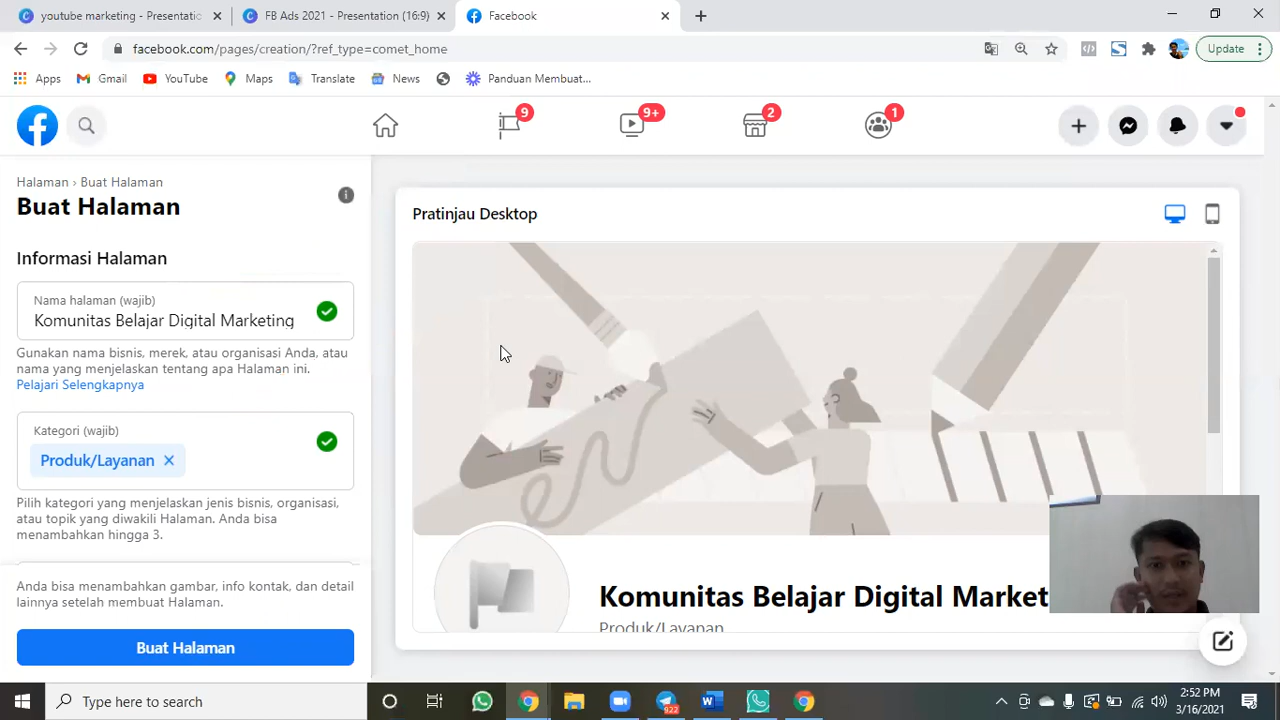 youtube marketing - Presentatio
FB Ads 2021 - Presentation (16:9)
Facebook
facebook.com/pages/creation/?ref_type=comet_home
Update
Apps
Gmail
YouTube
Maps
Translate
News
Panduan Membuat...
9
9+
2
1
Halaman › Buat Halaman
Buat Halaman
Informasi Halaman
Nama halaman (wajib)
Komunitas Belajar Digital Marketing
Gunakan nama bisnis, merek, atau organisasi Anda, atau
nama yang menjelaskan tentang apa Halaman ini.
Pelajari Selengkapnya
Kategori (wajib)
Produk/Layanan
Pilih kategori yang menjelaskan jenis bisnis, organisasi,
atau topik yang diwakili Halaman. Anda bisa
menambahkan hingga 3.
Anda bisa menambahkan gambar, info kontak, dan detail
lainnya setelah membuat Halaman.
Buat Halaman
Pratinjau Desktop
Komunitas Belajar Digital Market
Produk/Layanan
Type here to search
922
2:52 PM
3/16/2021